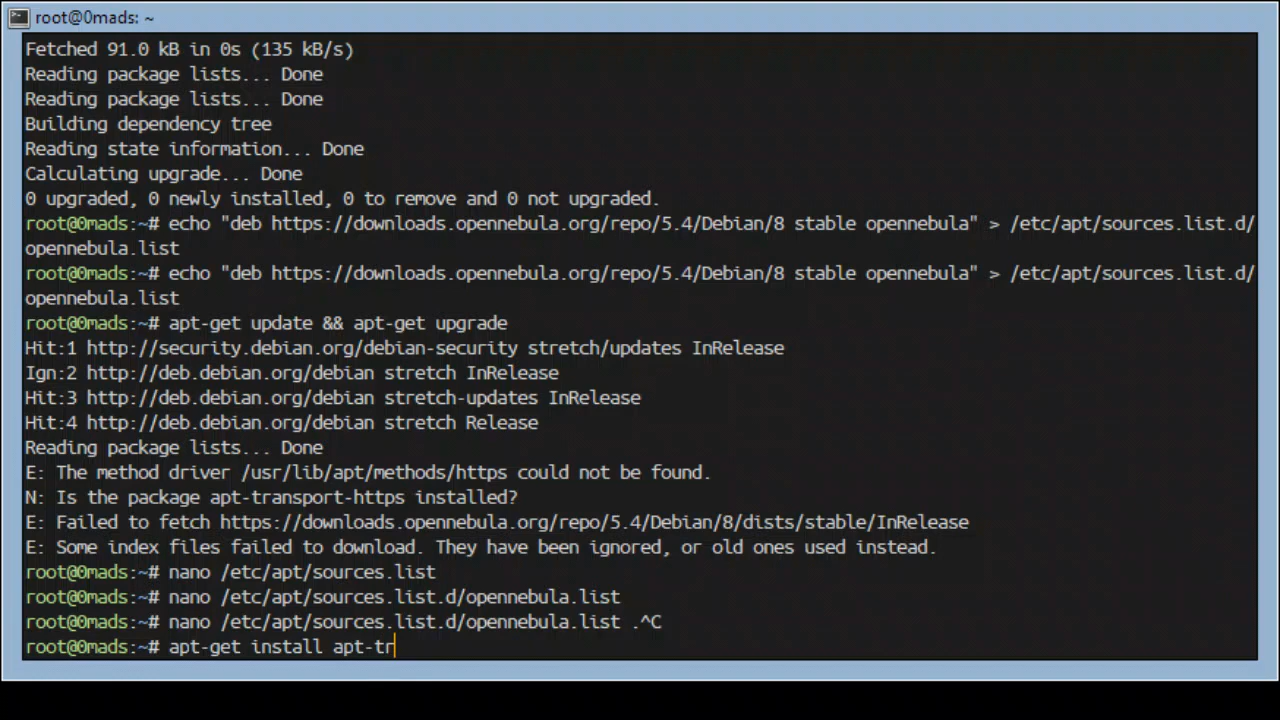 root@0mads: ~
Fetched 91.0 kB in 0s (135 kB/s)
Reading package lists... Done
Reading package lists... Done
Building dependency tree
Reading state information... Done
Calculating upgrade... Done
0 upgraded, 0 newly installed, 0 to remove and 0 not upgraded.
root@0mads:~# echo "deb https://downloads.opennebula.org/repo/5.4/Debian/8 stable opennebula" > /etc/apt/sources.list.d/
opennebula.list
root@0mads:~# echo "deb https://downloads.opennebula.org/repo/5.4/Debian/8 stable opennebula" > /etc/apt/sources.list.d/
opennebula.list
root@0mads:~# apt-get update && apt-get upgrade
Hit:1 http://security.debian.org/debian-security stretch/updates InRelease
Ign:2 http://deb.debian.org/debian stretch InRelease
Hit:3 http://deb.debian.org/debian stretch-updates InRelease
Hit:4 http://deb.debian.org/debian stretch Release
Reading package lists... Done
E: The method driver /usr/lib/apt/methods/https could not be found.
N: Is the package apt-transport-https installed?
E: Failed to fetch https://downloads.opennebula.org/repo/5.4/Debian/8/dists/stable/InRelease
E: Some index files failed to download. They have been ignored, or old ones used instead.
root@0mads:~# nano /etc/apt/sources.list
root@0mads:~# nano /etc/apt/sources.list.d/opennebula.list
root@0mads:~# nano /etc/apt/sources.list.d/opennebula.list .^C
root@0mads:~# apt-get install apt-tr